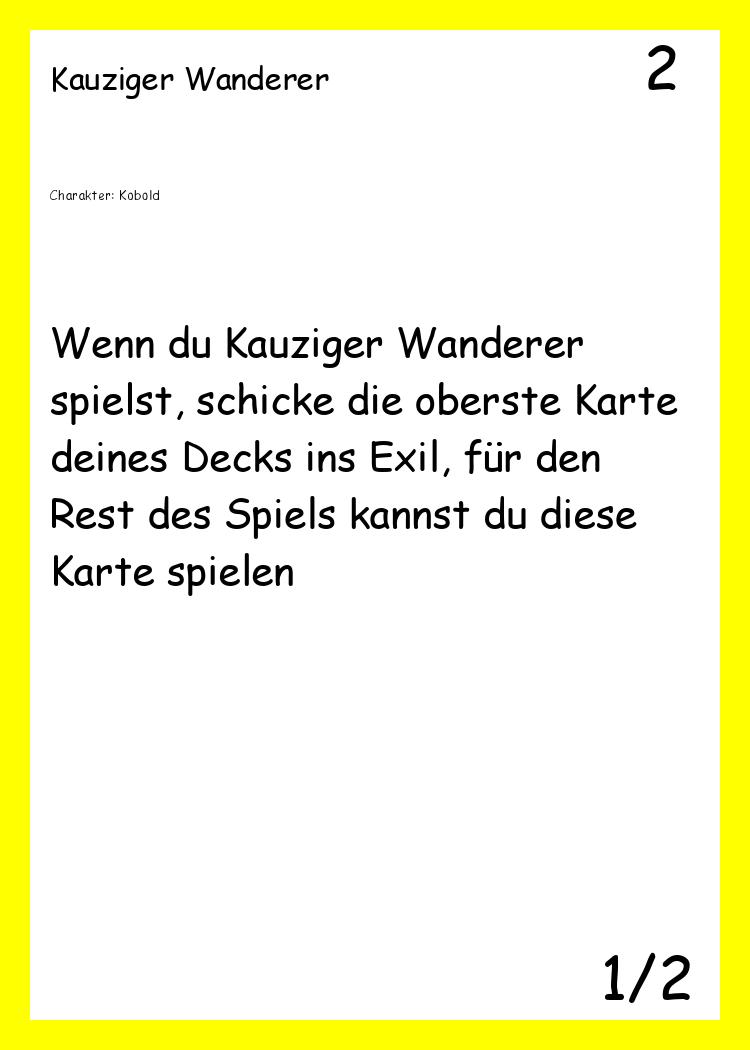 Kauziger Wanderer
2
Charakter: Kobold
Wenn du Kauziger Wanderer
spielst, schicke die oberste Karte
deines Decks ins Exil, für den
Rest des Spiels kannst du diese
Karte spielen
1/2